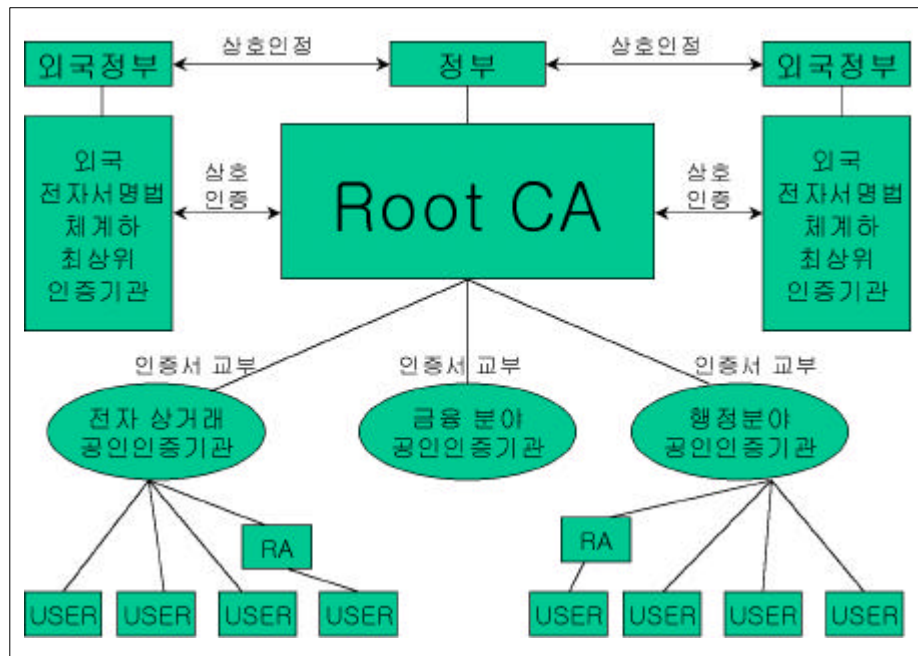 상호인정
상호인정
외국정부
정부
외국정부
외국
전자서명법
체계하
최상위
인증기관
상호
인증
Root CA
상호
인증
외국
전자서명법
체계하
최상위
인증기관
인증서 교부
인증서 교부
인증서 교부
전자 상거래
공인인증기관
금융 분야
공인인증기관
행정분야
공인인증기관
RA
RA
USER
USER
USER
USER
USER
USER
USER
USER